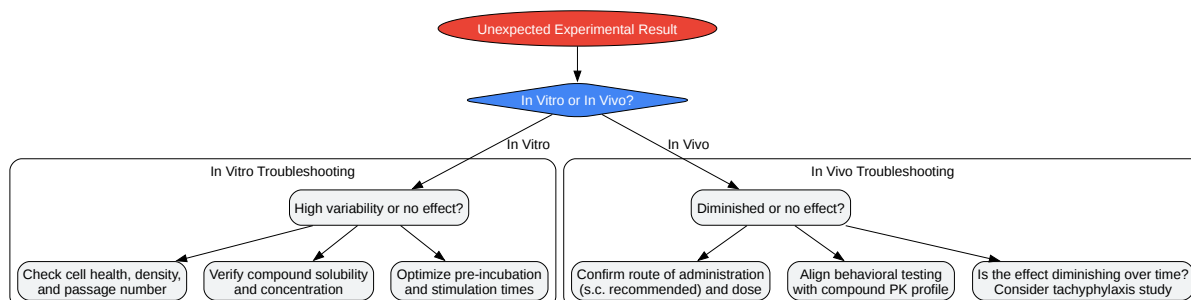 Unexpected Experimental Result
In Vitro or In Vivo?
In Vitro
In Vivo
In Vitro Troubleshooting
In Vivo Troubleshooting
High variability or no effect?
Diminished or no effect?
Check cell health, density,
and passage number
Verify compound solubility
and concentration
Optimize pre-incubation
and stimulation times
Confirm route of administration
(s.c. recommended) and dose
Align behavioral testing
with compound PK profile
Is the effect diminishing over time?
Consider tachyphylaxis study